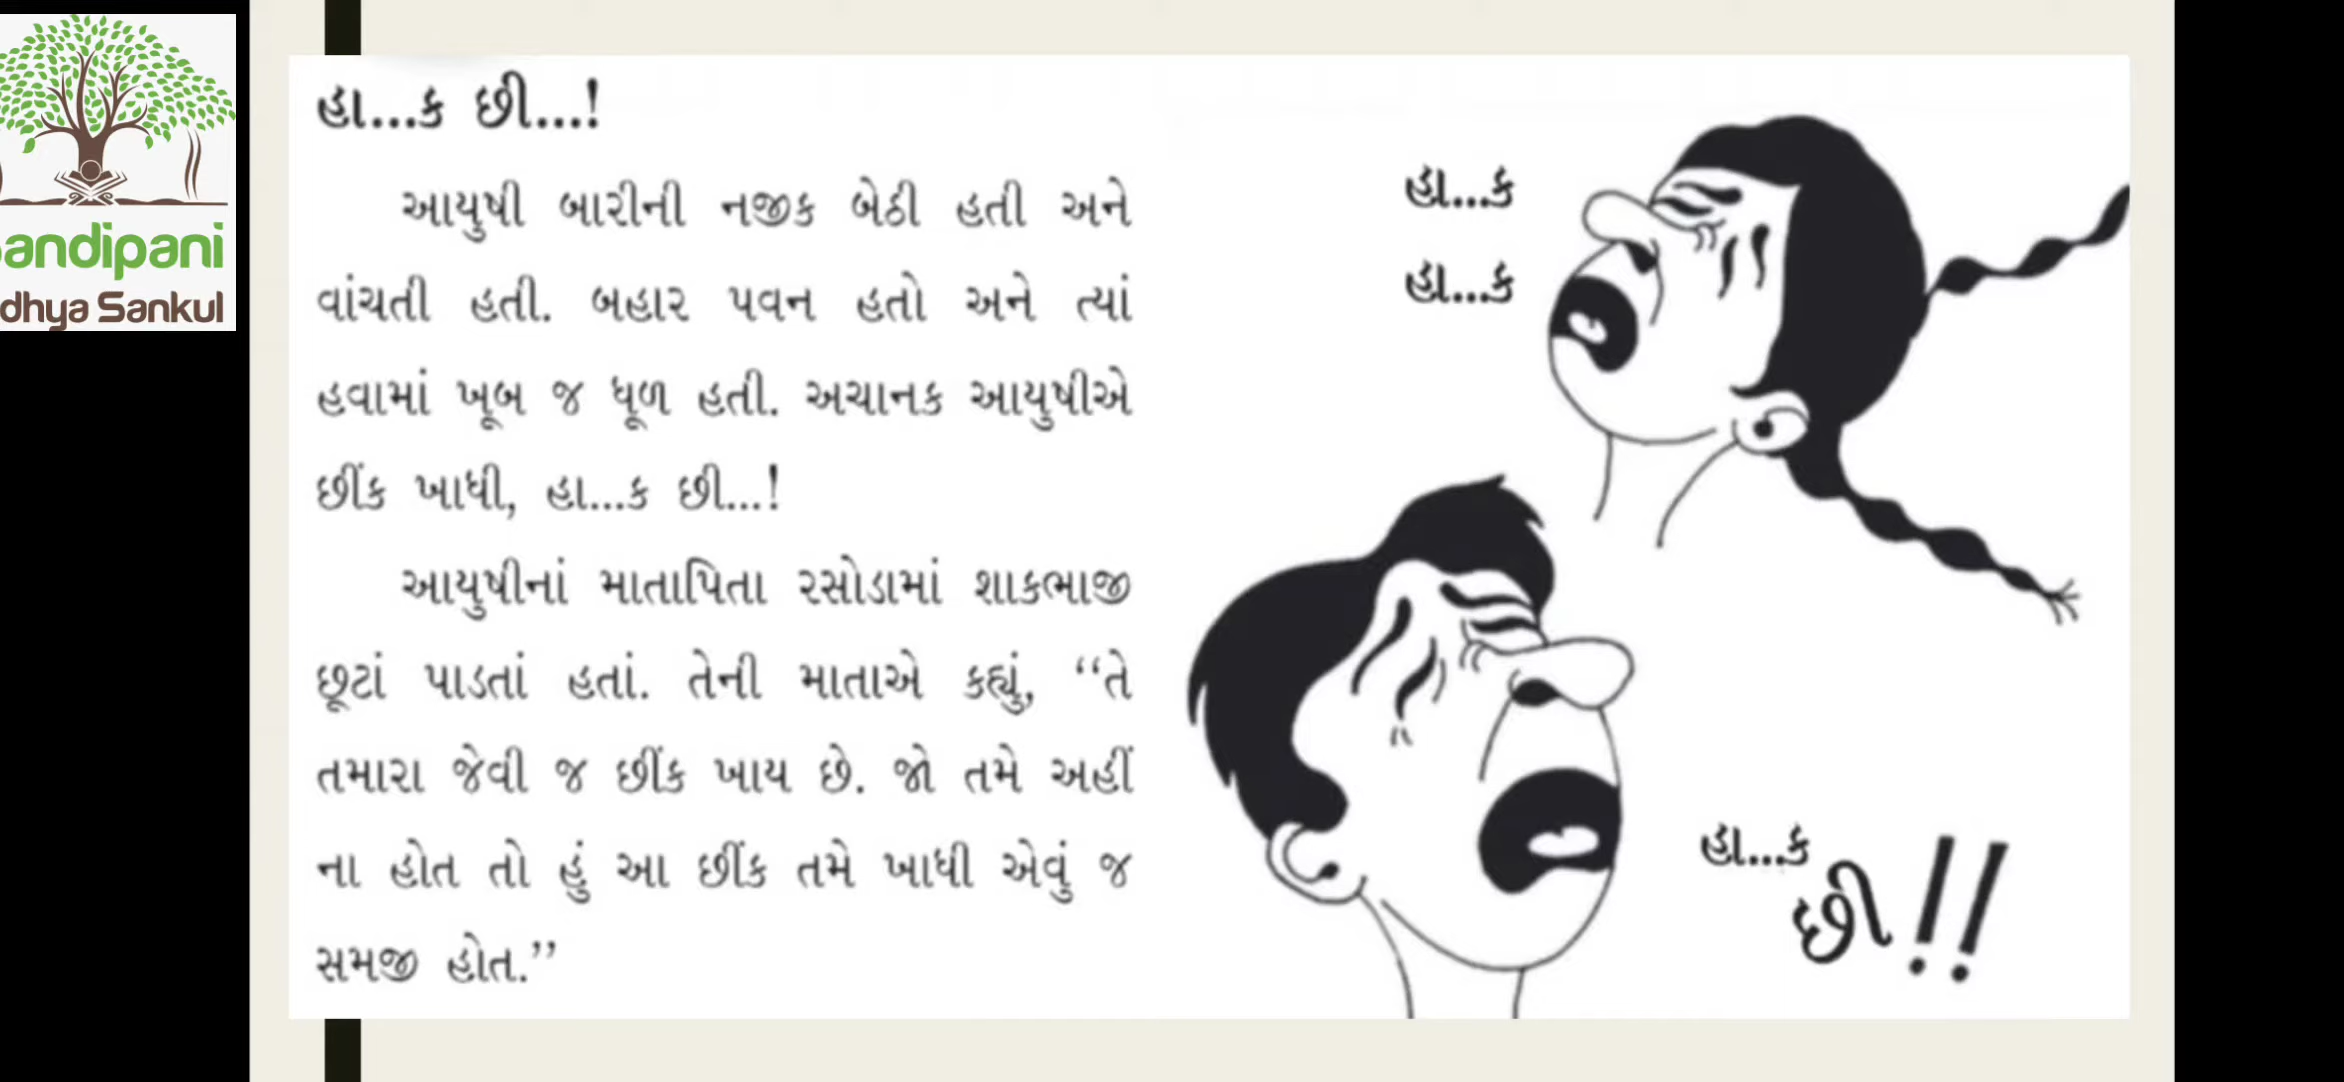 andipani
dhya Sankul
હા...ક છી...!
આયુષી બારીની નજીક બેઠી હતી અને
વાંચતી હતી. બહાર પવન હતો અને ત્યાં
હવામાં ખૂબ જ ધૂળ હતી. અચાનક આયુષીએ
છીંક ખાધી, હા...ક છી...!
આયુષીનાં માતાપિતા રસોડામાં શાકભાજી
છૂટાં પાડતાં હતાં. તેની માતાએ કહ્યું, ‘‘તે
તમારા જેવી જ છીંક ખાય છે. જો તમે અહીં
ના હોત તો હું આ છીંક તમે ખાધી એવું જ
સમજી હોત.’’
હા...ક
હા...ક
હા...ક
છી!!